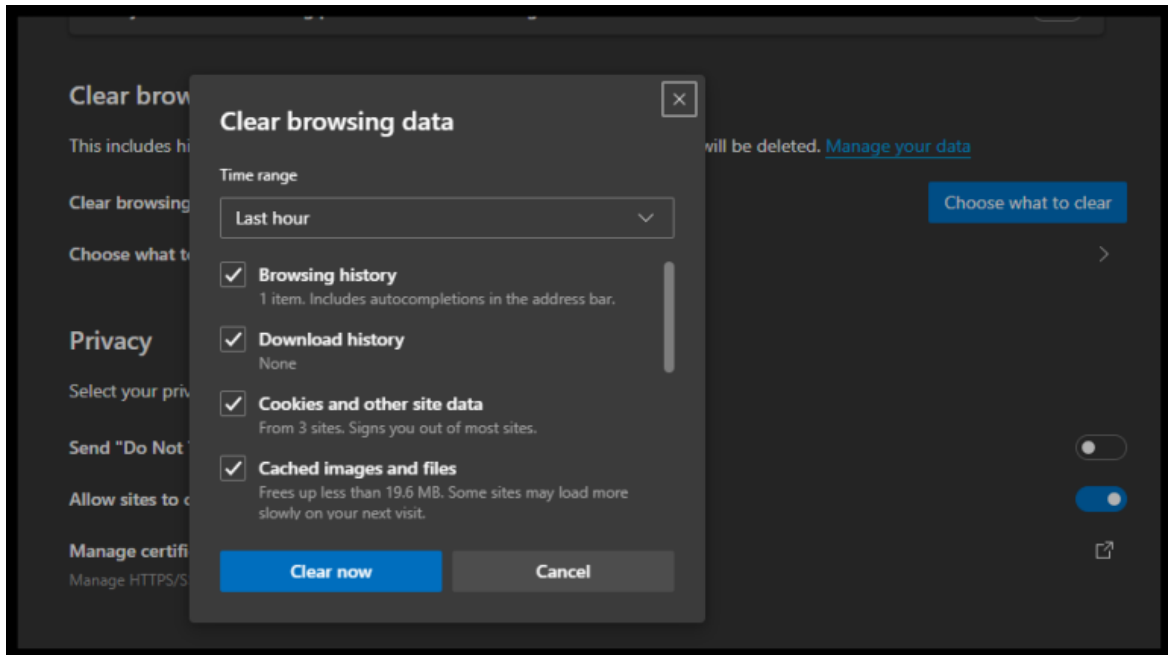 Clear brow
Clear browsing data
This includes hi
will be deleted. Manage your data
Time range
Clear browsing
Last hour
Choose what to clear
Choose what t
Browsing history
1 item. Includes autocompletions in the address bar.
Privacy
Download history
None
Select your priv
Cookies and other site data
From 3 sites. Signs you out of most sites.
Send "Do Not
Cached images and files
Frees up less than 19.6 MB. Some sites may load more
slowly on your next visit.
Allow sites to c
Manage certifi
Manage HTTPS/S
Clear now
Cancel